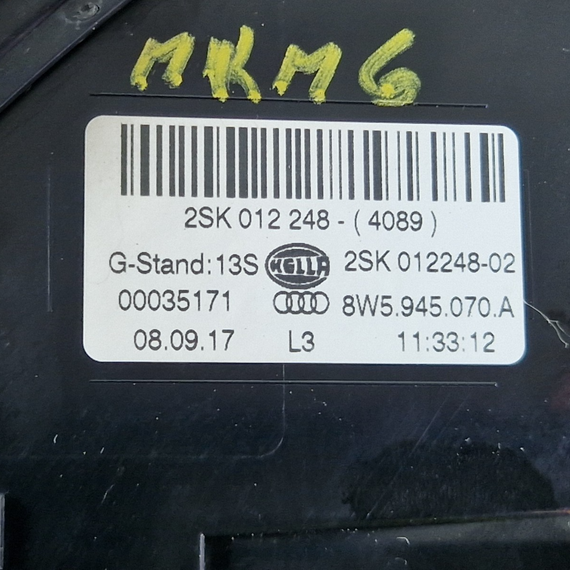 MKMG
2SK 012 248 - ( 4089 )
G-Stand: 13S HELLA 2SK 012248-02
00035171 8W5.945.070.A
08.09.17 L3 11:33:12